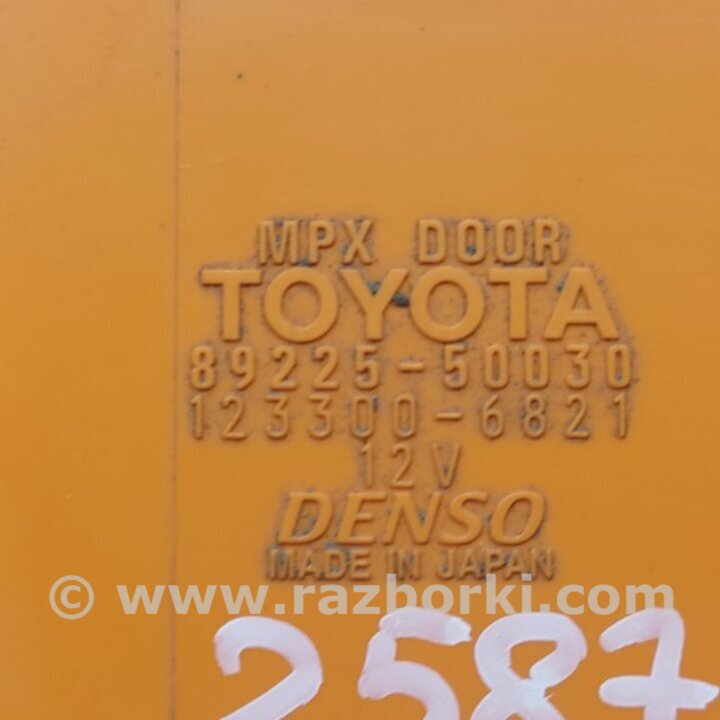 MPX DOOR
TOYOTA
89225-50030
123300-6821
12V
DENSO
MADE IN JAPAN
© www.razborki.com
2587